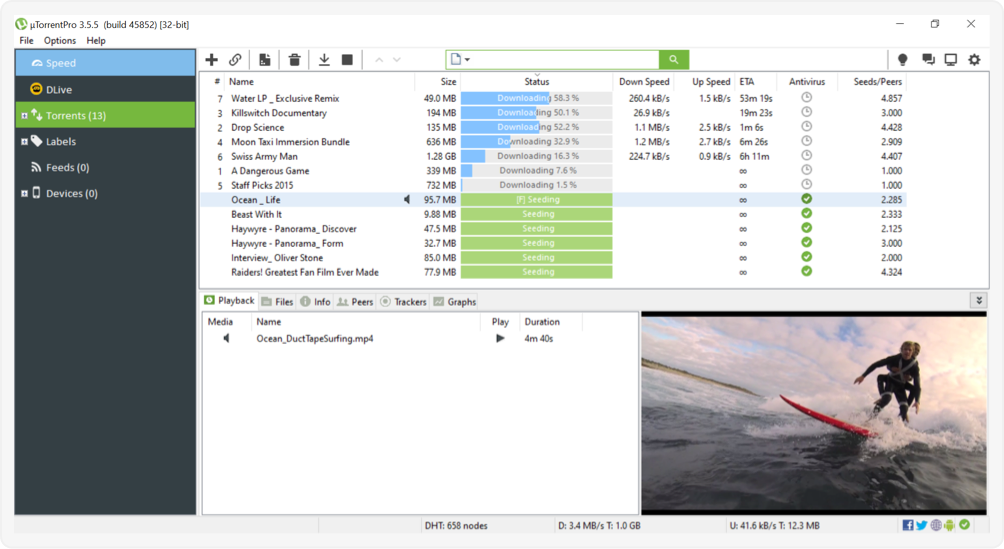 µTorrentPro 3.5.5 (build 45852) [32-bit]
File Options Help
Speed
DLive
Torrents (13)
Labels
Feeds (0)
Devices (0)
# Name Size Status Down Speed Up Speed ETA Antivirus Seeds/Peers
7 Water LP _ Exclusive Remix 49.0 MB Downloading 58.3 % 260.4 kB/s 1.5 kB/s 53m 19s 4.857
3 Killswitch Documentary 194 MB Downloading 50.1 % 26.9 kB/s 19m 23s 3.000
2 Drop Science 135 MB Downloading 52.2 % 1.1 MB/s 2.5 kB/s 1m 6s 4.428
4 Moon Taxi Immersion Bundle 636 MB Downloading 32.9 % 1.2 MB/s 2.7 kB/s 6m 26s 2.909
6 Swiss Army Man 1.28 GB Downloading 16.3 % 224.7 kB/s 0.9 kB/s 6h 11m 4.407
1 A Dangerous Game 339 MB Downloading 7.6 % ∞ 1.000
5 Staff Picks 2015 732 MB Downloading 1.5 % ∞ 1.000
Ocean _ Life 95.7 MB [F] Seeding ∞ 2.285
Beast With It 9.88 MB Seeding ∞ 2.333
Haywyre - Panorama_ Discover 47.5 MB Seeding ∞ 2.125
Haywyre - Panorama_ Form 32.7 MB Seeding ∞ 3.000
Interview_ Oliver Stone 85.0 MB Seeding ∞ 2.000
Raiders! Greatest Fan Film Ever Made 77.9 MB Seeding ∞ 4.324
Playback Files Info Peers Trackers Graphs
Media Name Play Duration
Ocean_DuctTapeSurfing.mp4 4m 40s
DHT: 658 nodes D: 3.4 MB/s T: 1.0 GB U: 41.6 kB/s T: 12.3 MB